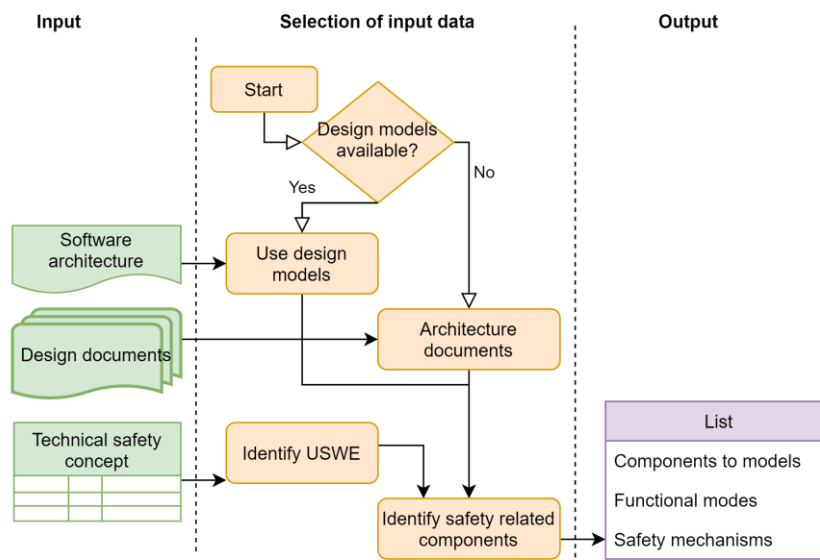 Input
Selection of input data
Output
Start
Design models
available?
Yes
No
Software
architecture
Use design
models
Design documents
Architecture
documents
Technical safety
concept
Identify USWE
Identify safety related
components
List
Components to models
Functional modes
Safety mechanisms